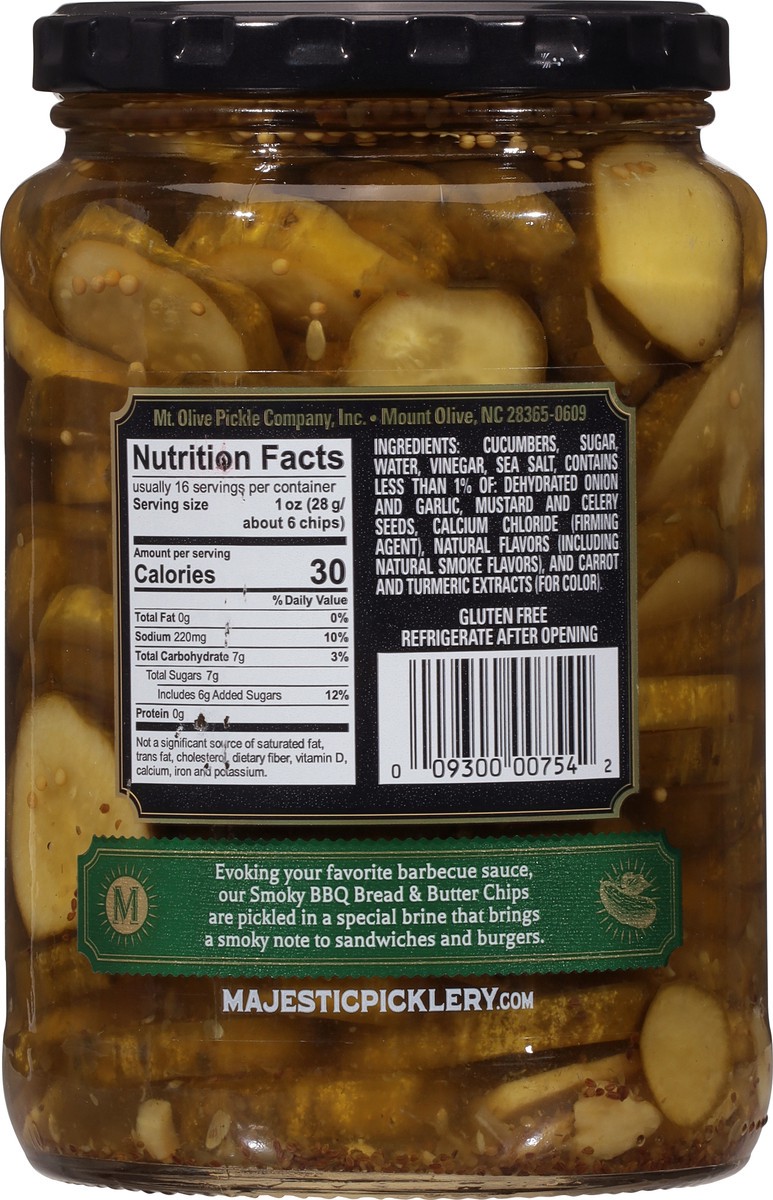 Mt. Olive Pickle Company, Inc. • Mount Olive, NC 28365-0609
Nutrition Facts
usually 16 servings per container
Serving size 1 oz (28 g/
about 6 chips)
Amount per serving
Calories 30
% Daily Value
Total Fat 0g 0%
Sodium 220mg 10%
Total Carbohydrate 7g 3%
Total Sugars 7g
Includes 6g Added Sugars 12%
Protein 0g
Not a significant source of saturated fat,
trans fat, cholesterol, dietary fiber, vitamin D,
calcium, iron and potassium.
INGREDIENTS: CUCUMBERS, SUGAR,
WATER, VINEGAR, SEA SALT, CONTAINS
LESS THAN 1% OF: DEHYDRATED ONION
AND GARLIC, MUSTARD AND CELERY
SEEDS, CALCIUM CHLORIDE (FIRMING
AGENT), NATURAL FLAVORS (INCLUDING
NATURAL SMOKE FLAVORS), AND CARROT
AND TURMERIC EXTRACTS (FOR COLOR).
GLUTEN FREE
REFRIGERATE AFTER OPENING
0 09300 00754 2
M
Evoking your favorite barbecue sauce,
our Smoky BBQ Bread & Butter Chips
are pickled in a special brine that brings
a smoky note to sandwiches and burgers.
MAJESTICPICKLERY.COM